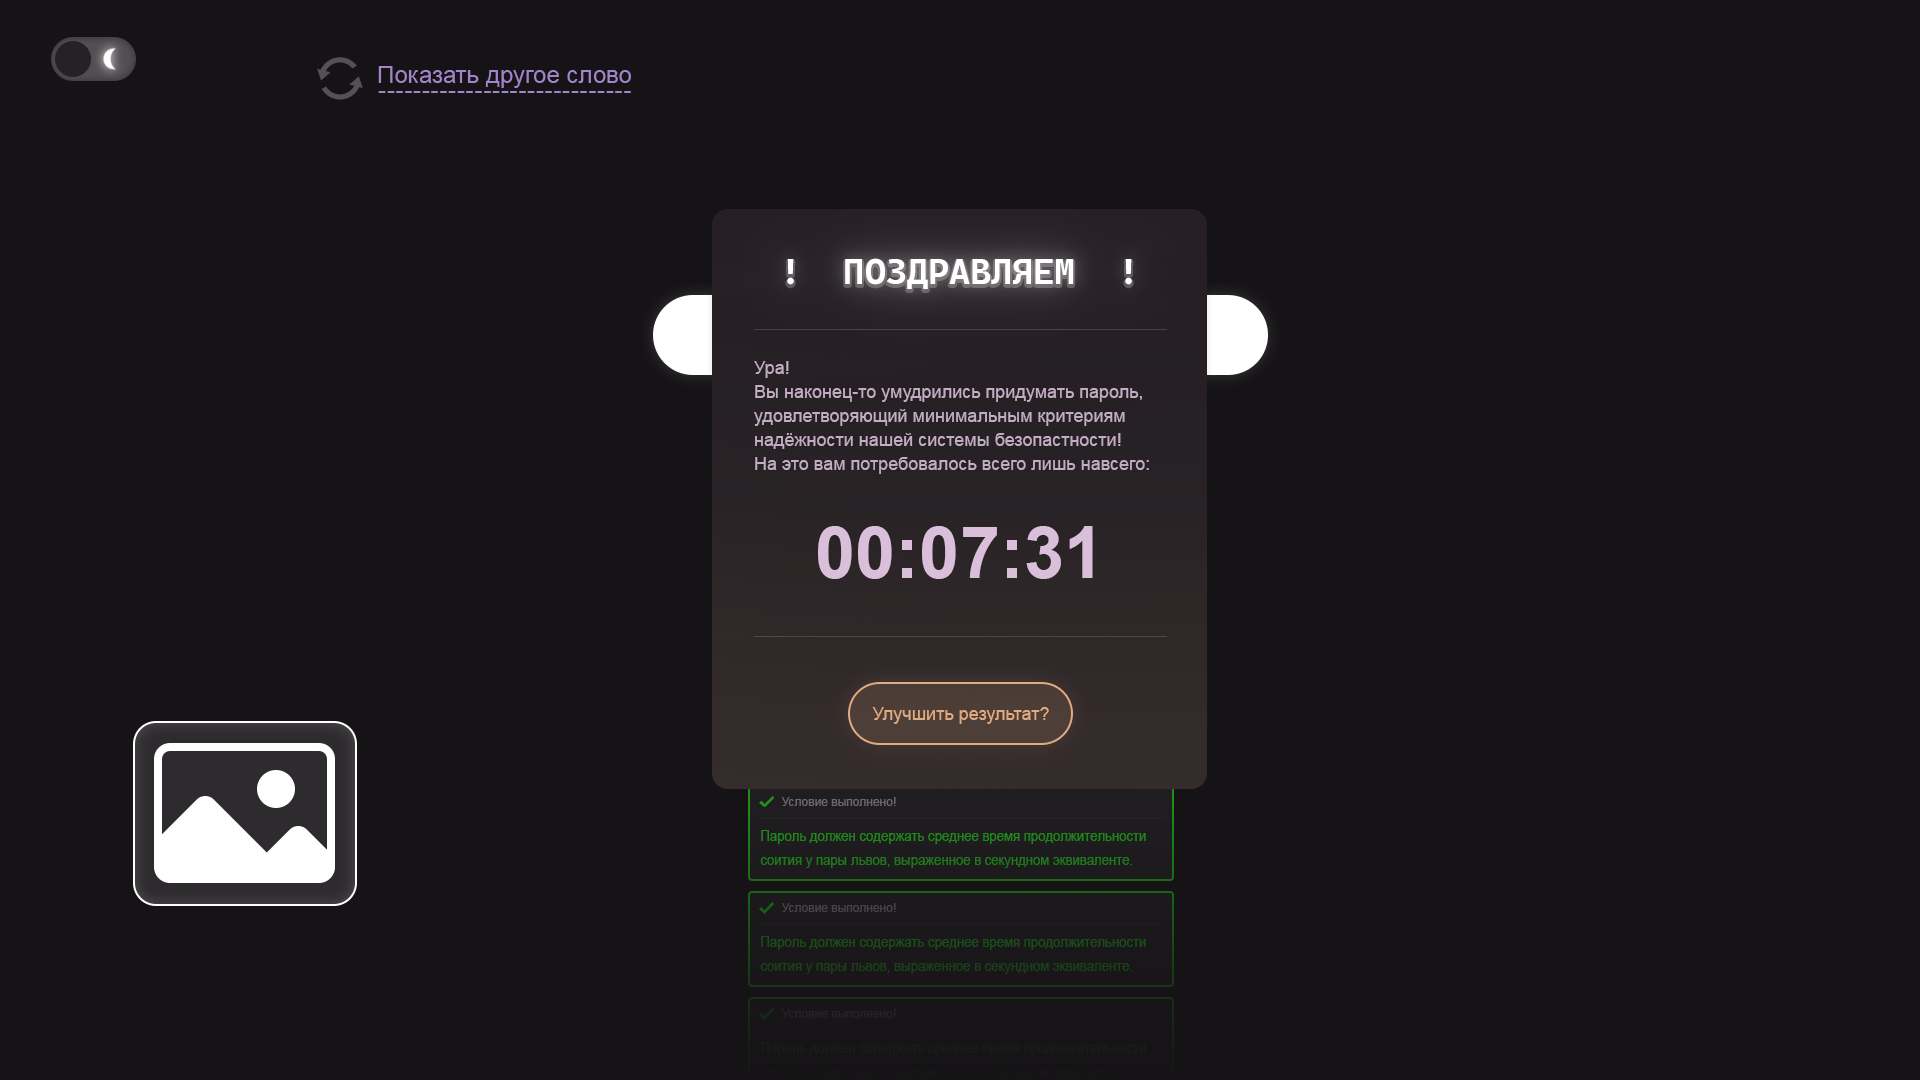 Показать другое слово
! ПОЗДРАВЛЯЕМ !
Ура!
Вы наконец-то умудрились придумать пароль,
удовлетворяющий минимальным критериям
надёжности нашей системы безопастности!
На это вам потребовалось всего лишь навсего:
00:07:31
Улучшить результат?
Условие выполнено!
Пароль должен содержать среднее время продолжительности
соития у пары львов, выраженное в секундном эквиваленте.
Условие выполнено!
Пароль должен содержать среднее время продолжительности
соития у пары львов, выраженное в секундном эквиваленте.
Условие выполнено!
Пароль должен содержать среднее время продолжительности